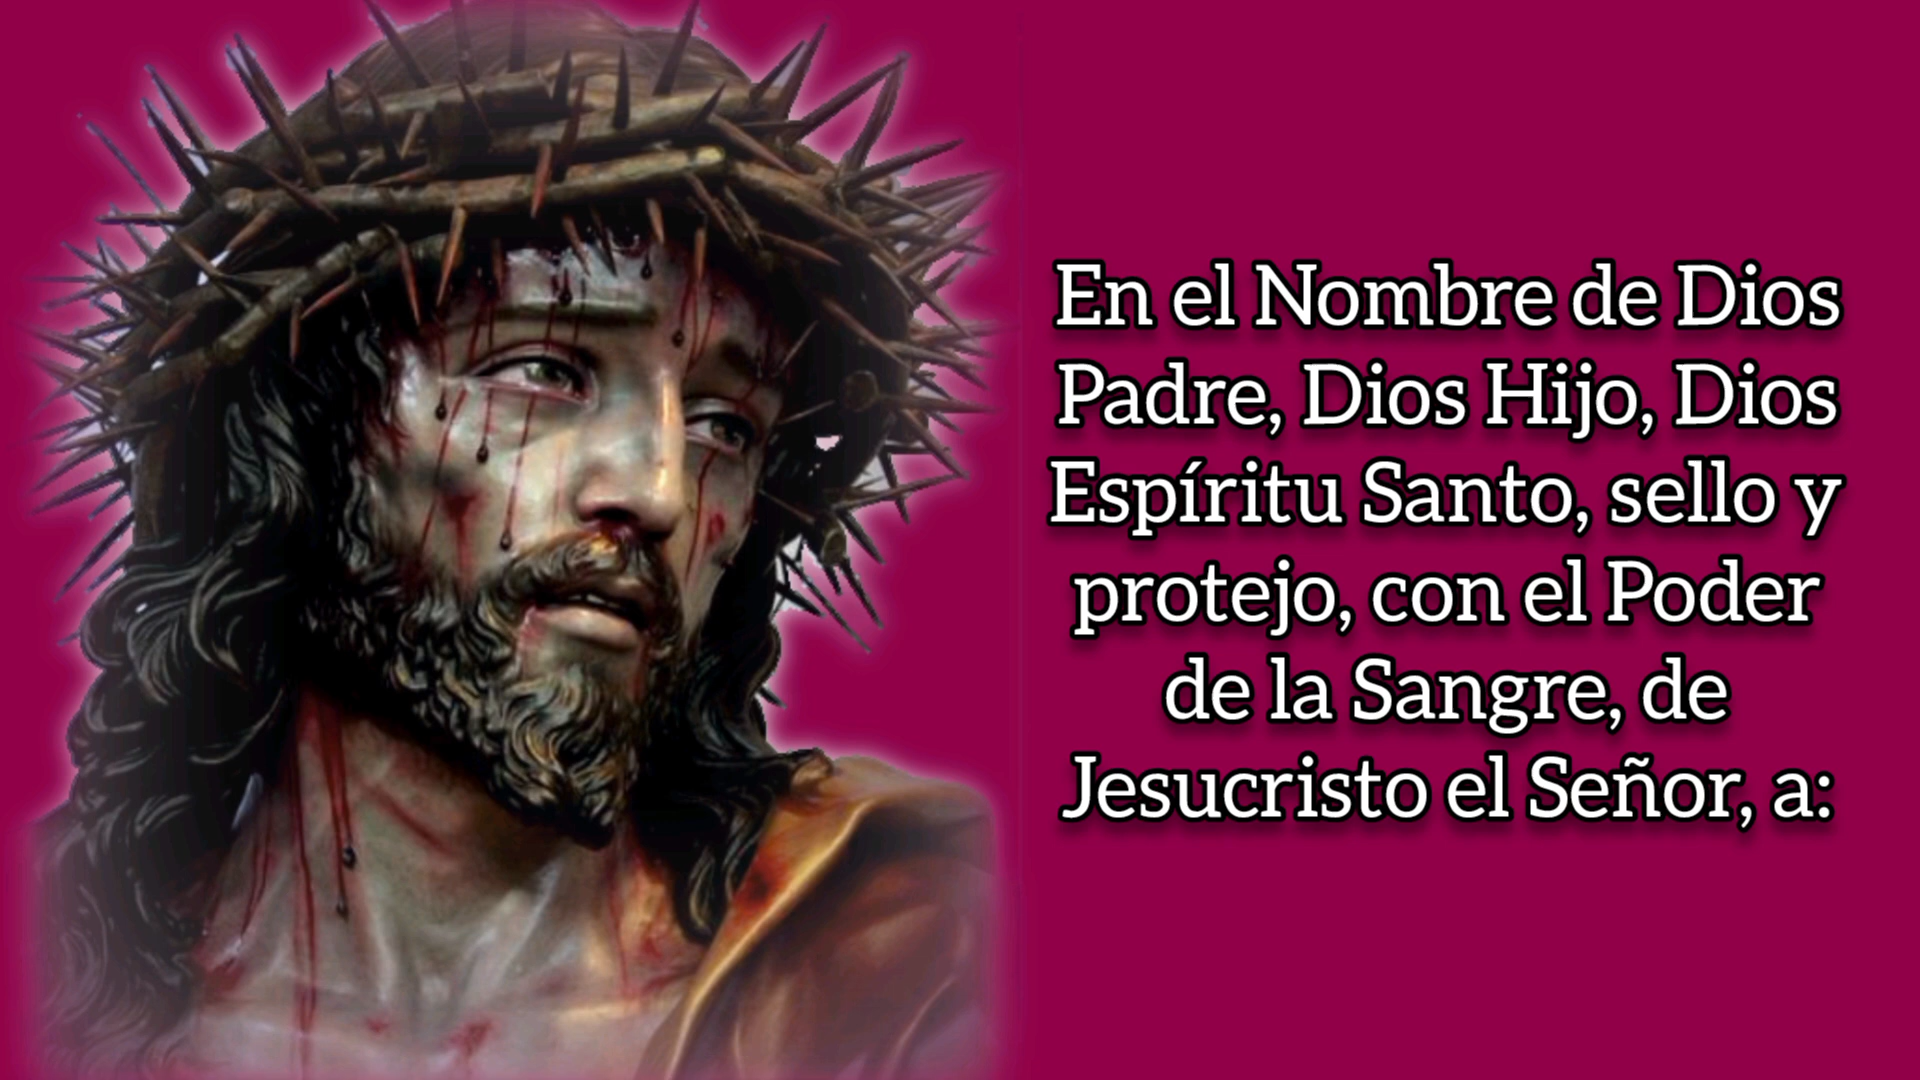 En el Nombre de Dios
Padre, Dios Hijo, Dios
Espíritu Santo, sello y
protejo, con el Poder
de la Sangre, de
Jesucristo el Señor, a: